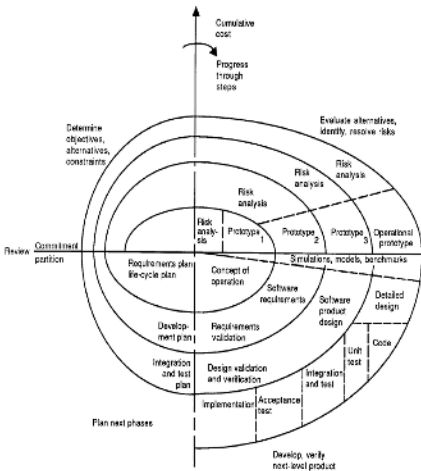 Cumulative
cost
Progress
through
steps
Determine
objectives,
alternatives,
constraints
Evaluate alternatives,
identify, resolve risks
Risk
analysis
Risk
analysis
Risk
analysis
Risk
analy-
sis
Prototype
1
Prototype
2
Prototype
3
Operational
prototype
Review
Commitment
partition
Simulations, models, benchmarks
Requirements plan
life-cycle plan
Concept of
operation
Software
requirements
Software
product
design
Detailed
design
Develop-
ment plan
Requirements
validation
Code
Unit
test
Integration
and test
plan
Design validation
and verification
Integration
and test
Acceptance
test
Implementation
Plan next phases
Develop, verify
next-level product